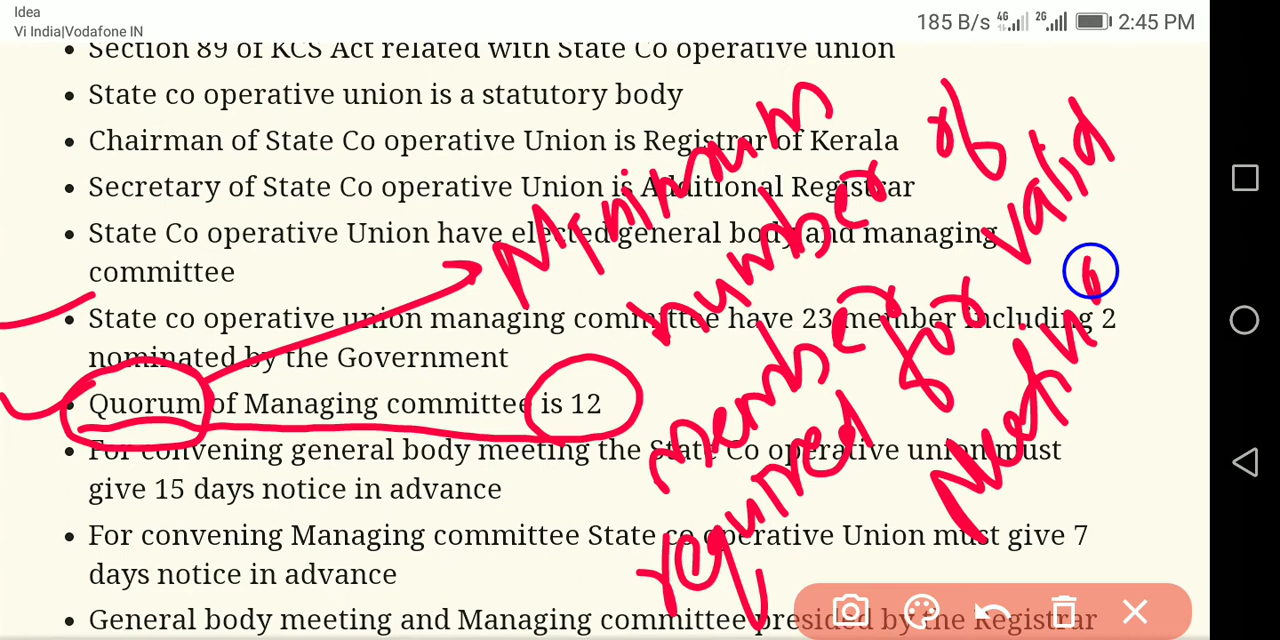 Idea
Vi India|Vodafone IN
185 B/s 4G 2G 2:45 PM
Section 89 of KCS Act related with State Co operative union
State co operative union is a statutory body
Chairman of State Co operative Union is Registrar of Kerala
Secretary of State Co operative Union is Additional Registrar
State Co operative Union have elected general body and managing
committee
State co operative union managing committee have 23 member including 2
nominated by the Government
Quorum of Managing committee is 12
For convening general body meeting the State Co operative union must
give 15 days notice in advance
For convening Managing committee State co operative Union must give 7
days notice in advance
General body meeting and Managing committee presided by the Registrar
Minimum
number of
member
required for valid
Meetin